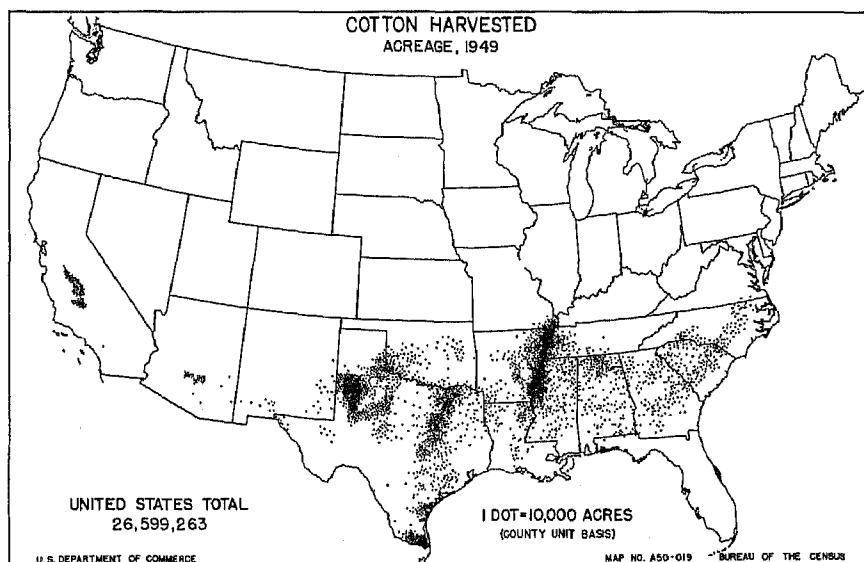 COTTON HARVESTED
ACREAGE, 1949
UNITED STATES TOTAL
26,599,263
1 DOT=10,000 ACRES
(COUNTY UNIT BASIS)
U.S. DEPARTMENT OF COMMERCE
MAP NO. A50-019 BUREAU OF THE CENSUS